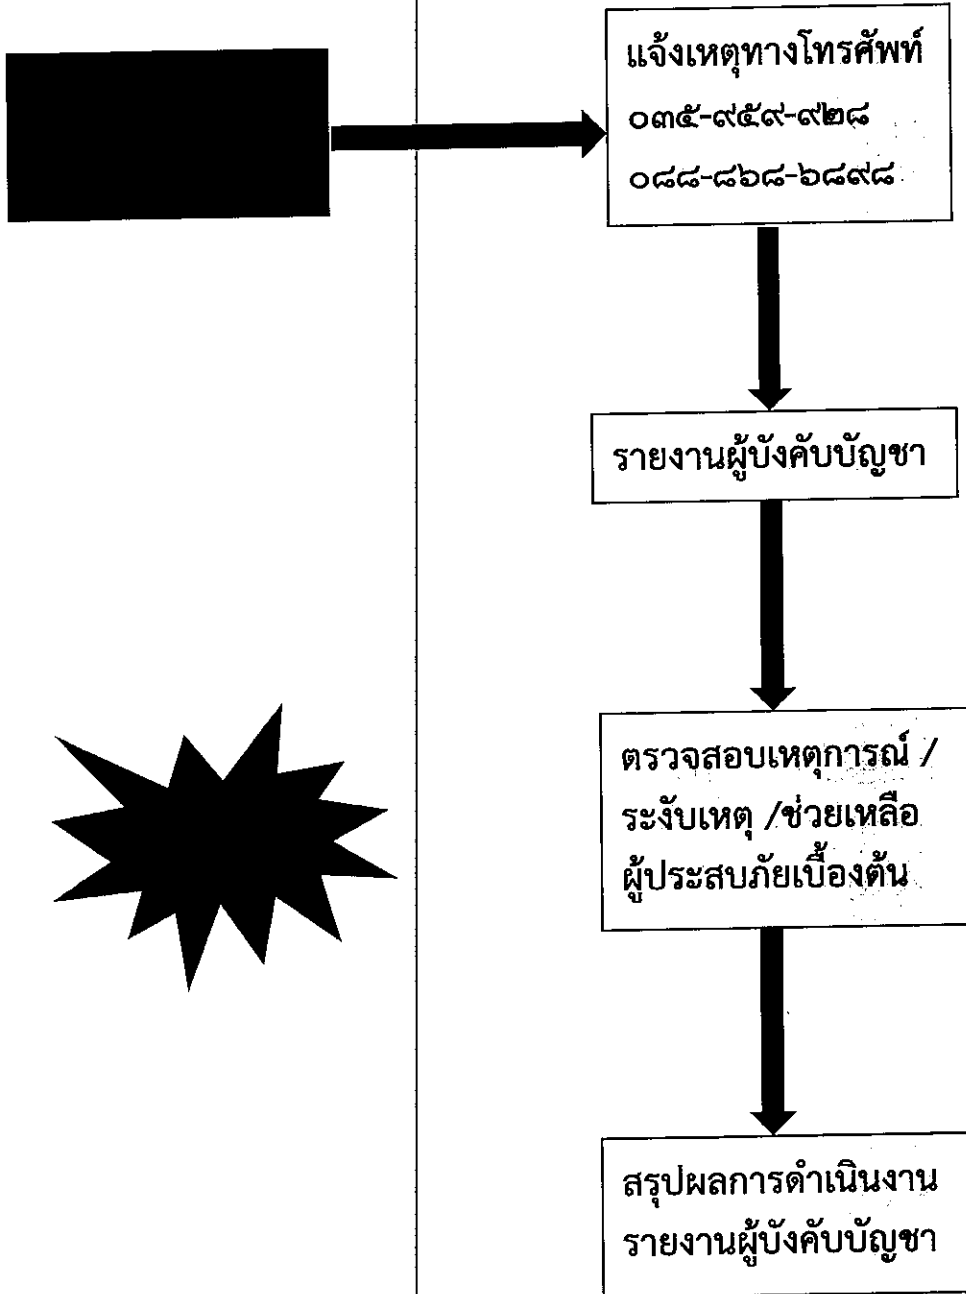 แจ้งเหตุทางโทรศัพท์
๐๓๕-๙๕๙-๙๒๘
๐๘๘-๘๖๘-๖๘๙๘
รายงานผู้บังคับบัญชา
ตรวจสอบเหตุการณ์ /
ระงับเหตุ /ช่วยเหลือ
ผู้ประสบภัยเบื้องต้น
สรุปผลการดำเนินงาน
รายงานผู้บังคับบัญชา